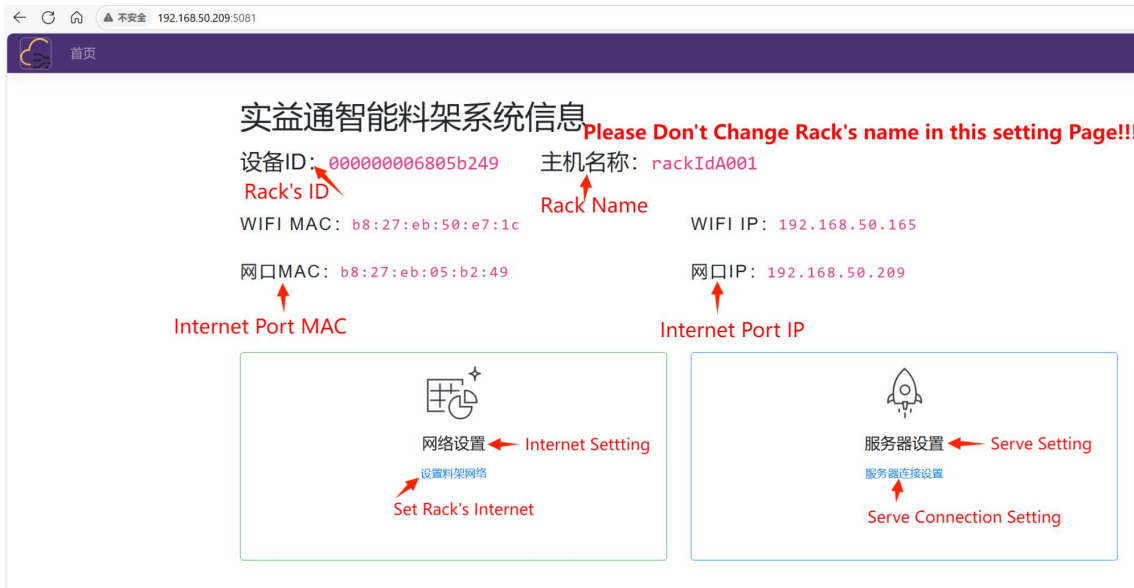 不安全 192.168.50.209:5081
首页
实益通智能料架系统信息
Please Don't Change Rack's name in this setting Page!!!
设备ID：000000006805b249 主机名称：rackIdA001
Rack's ID
Rack Name
WIFI MAC：b8:27:eb:50:e7:1c WIFI IP：192.168.50.165
网口MAC：b8:27:eb:05:b2:49 网口IP：192.168.50.209
Internet Port MAC
Internet Port IP
网络设置 Internet Settting
设置料架网络
Set Rack's Internet
服务器设置 Serve Setting
服务器连接设置
Serve Connection Setting